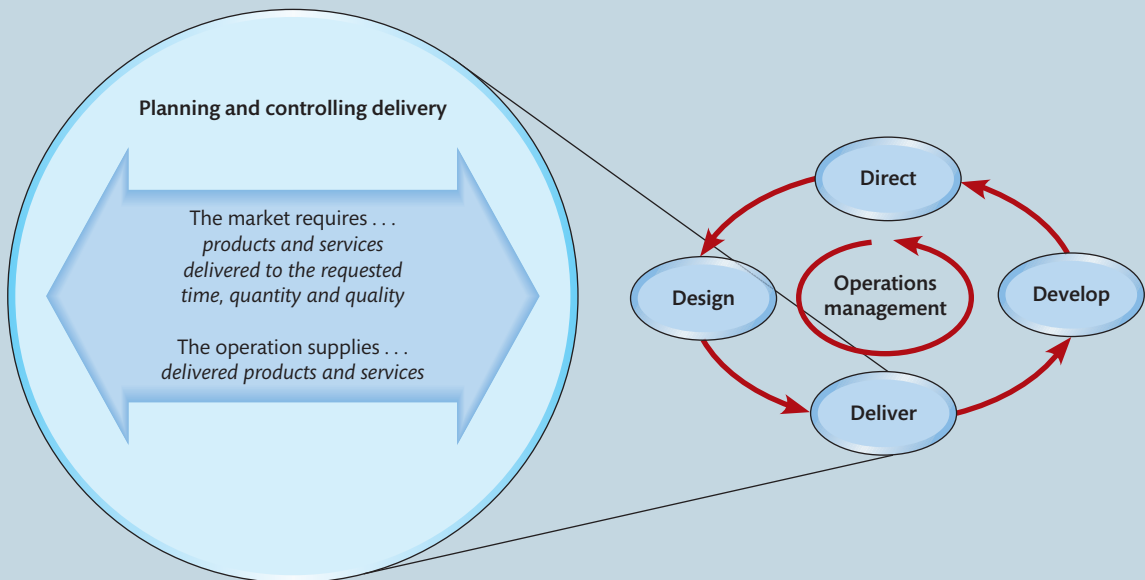 Planning and controlling delivery
The market requires . . .
products and services
delivered to the requested
time, quantity and quality
The operation supplies . . .
delivered products and services
Direct
Design
Operations
management
Develop
Deliver